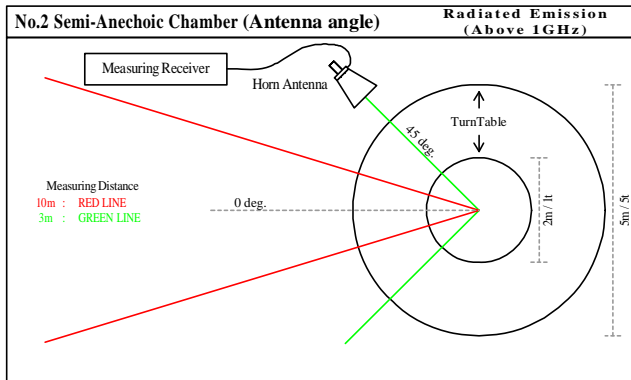 No.2 Semi-Anechoic Chamber (Antenna angle)
Radiated Emission
(Above 1GHz)
Measuring Receiver
Horn Antenna
TurnTable
45 deg.
Measuring Distance
10m : RED LINE
3m : GREEN LINE
0 deg.
2m / 1t
5m / 5t